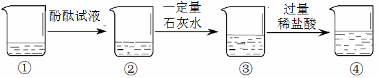 酚酞试液 一定量 过量
石灰水 稀盐酸
① ② ③ ④